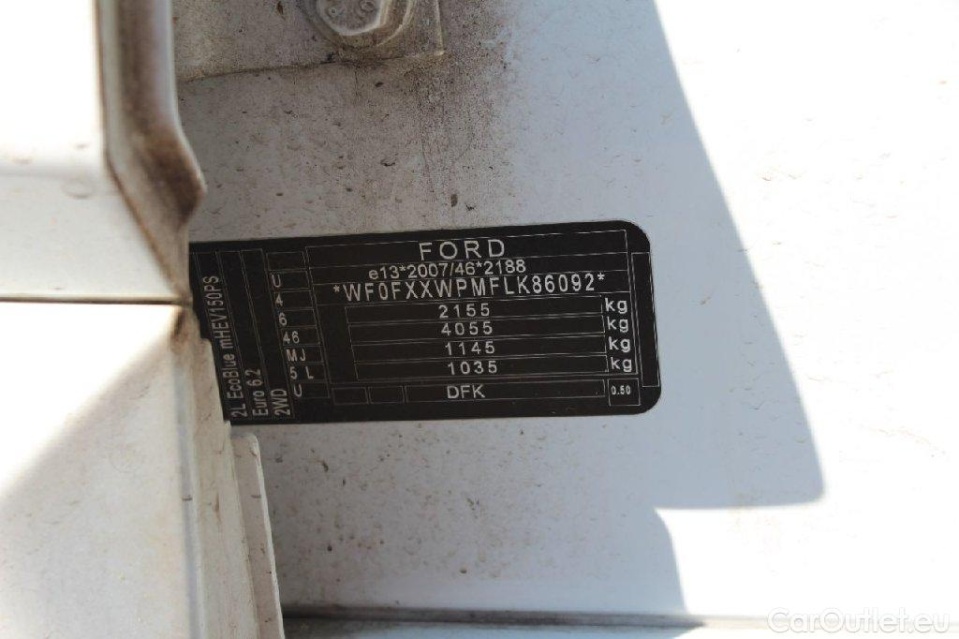 FORD
e13*2007/46*2188
*WF0FXXWPMFLK86092*
2155 kg
4055 kg
1145 kg
1035 kg
DFK
0.50
U
4
6
46
MJ
5 L
U
2L EcoBlue mHEV150PS
Euro 6.2
2WD
CarOutlet.eu